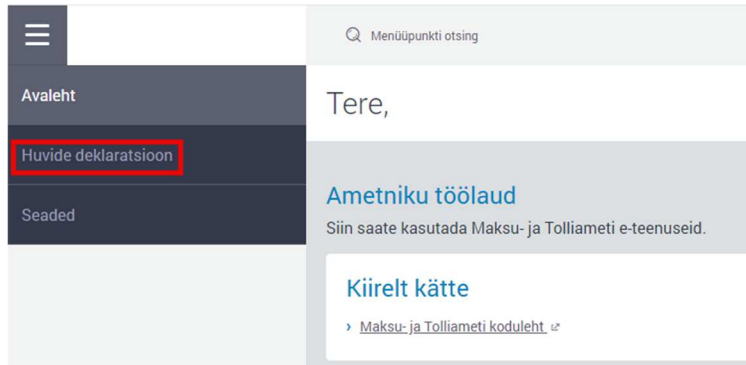 Menüüpunkti otsing
Avaleht
Huvide deklaratsioon
Seaded
Tere,
Ametniku töölaud
Siin saate kasutada Maksu- ja Tolliameti e-teenuseid.
Kiirelt kätte
› Maksu- ja Tolliameti koduleht